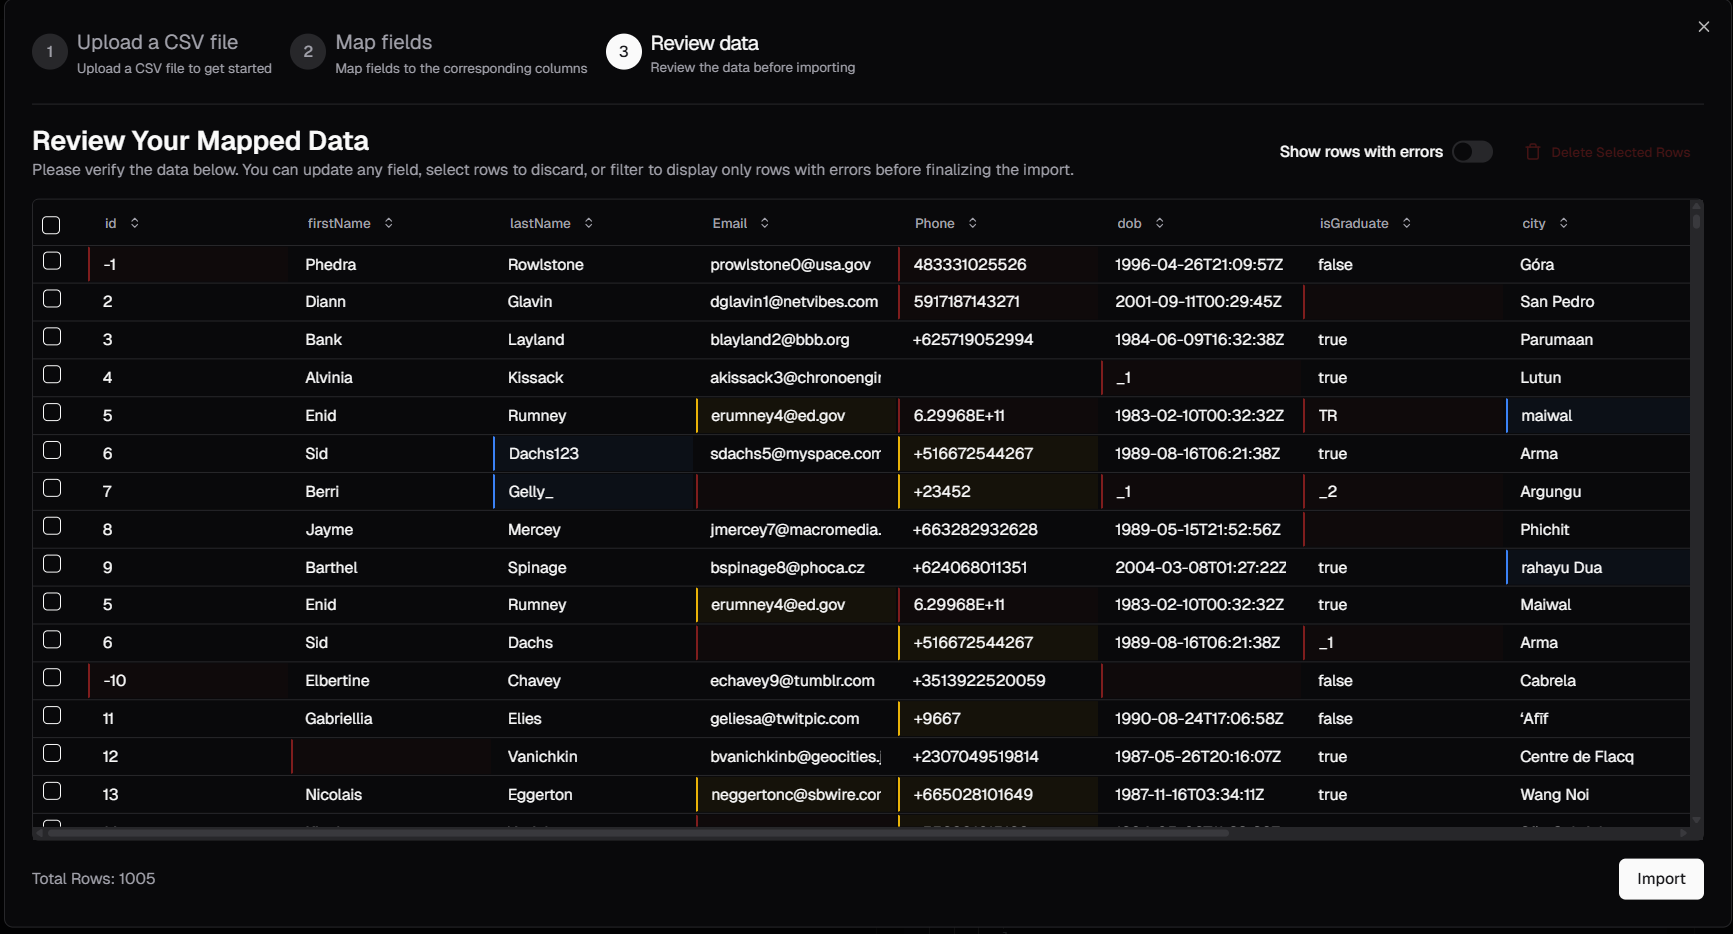 1 Upload a CSV file
Upload a CSV file to get started
2 Map fields
Map fields to the corresponding columns
3 Review data
Review the data before importing
Review Your Mapped Data
Please verify the data below. You can update any field, select rows to discard, or filter to display only rows with errors before finalizing the import.
Show rows with errors
Delete Selected Rows
id firstName lastName Email Phone dob isGraduate city
-1 Phedra Rowlstone prowlstone0@usa.gov 483331025526 1996-04-26T21:09:57Z false Góra
2 Diann Glavin dglavin1@netvibes.com 5917187143271 2001-09-11T00:29:45Z San Pedro
3 Bank Layland blayland2@bbb.org +625719052994 1984-06-09T16:32:38Z true Parumaan
4 Alvinia Kissack akissack3@chronoengin _1 true Lutun
5 Enid Rumney erumney4@ed.gov 6.29968E+11 1983-02-10T00:32:32Z TR maiwal
6 Sid Dachs123 sdachs5@myspace.com +516672544267 1989-08-16T06:21:38Z true Arma
7 Berri Gelly_ +23452 _1 _2 Argungu
8 Jayme Mercey jmercey7@macromedia. +663282932628 1989-05-15T21:52:56Z Phichit
9 Barthel Spinage bspinage8@phoca.cz +624068011351 2004-03-08T01:27:22Z true rahayu Dua
5 Enid Rumney erumney4@ed.gov 6.29968E+11 1983-02-10T00:32:32Z true Maiwal
6 Sid Dachs +516672544267 1989-08-16T06:21:38Z _1 Arma
-10 Elbertine Chavey echavey9@tumblr.com +3513922520059 false Cabrela
11 Gabriellia Elies geliesa@twitpic.com +9667 1990-08-24T17:06:58Z false ‘Afīf
12 Vanichkin bvanichkinb@geocities.j +2307049519814 1987-05-26T20:16:07Z true Centre de Flacq
13 Nicolais Eggerton neggertonc@sbwire.com +665028101649 1987-11-16T03:34:11Z true Wang Noi
Total Rows: 1005
Import